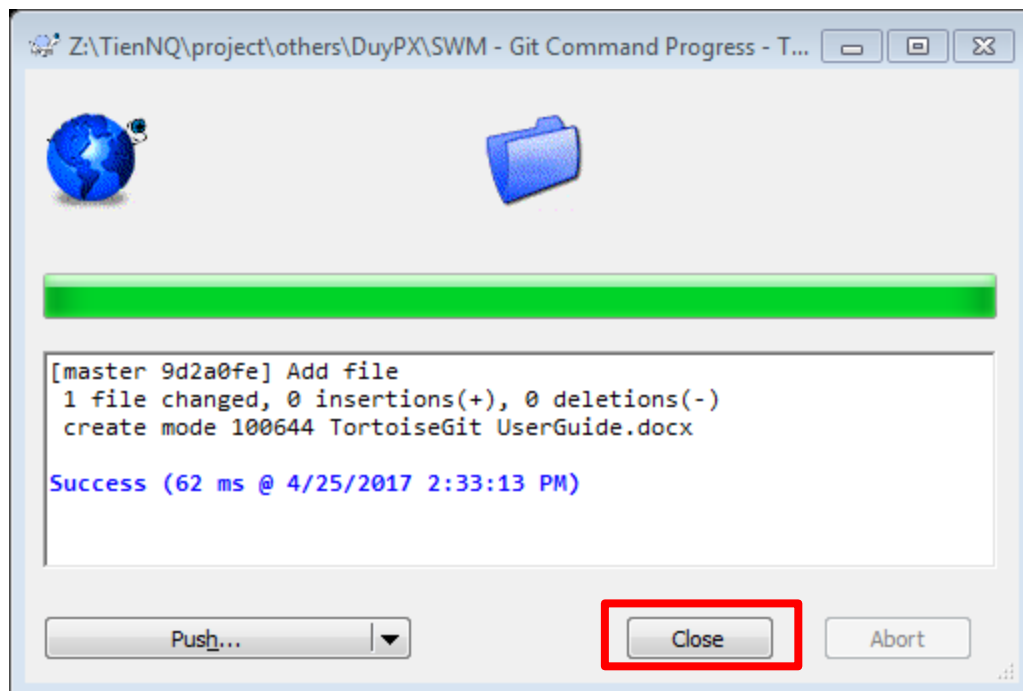 Z:\TienNQ\project\others\DuyPX\SWM - Git Command Progress - T...
[master 9d2a0fe] Add file
1 file changed, 0 insertions(+), 0 deletions(-)
create mode 100644 TortoiseGit UserGuide.docx
Success (62 ms @ 4/25/2017 2:33:13 PM)
Push... Close Abort